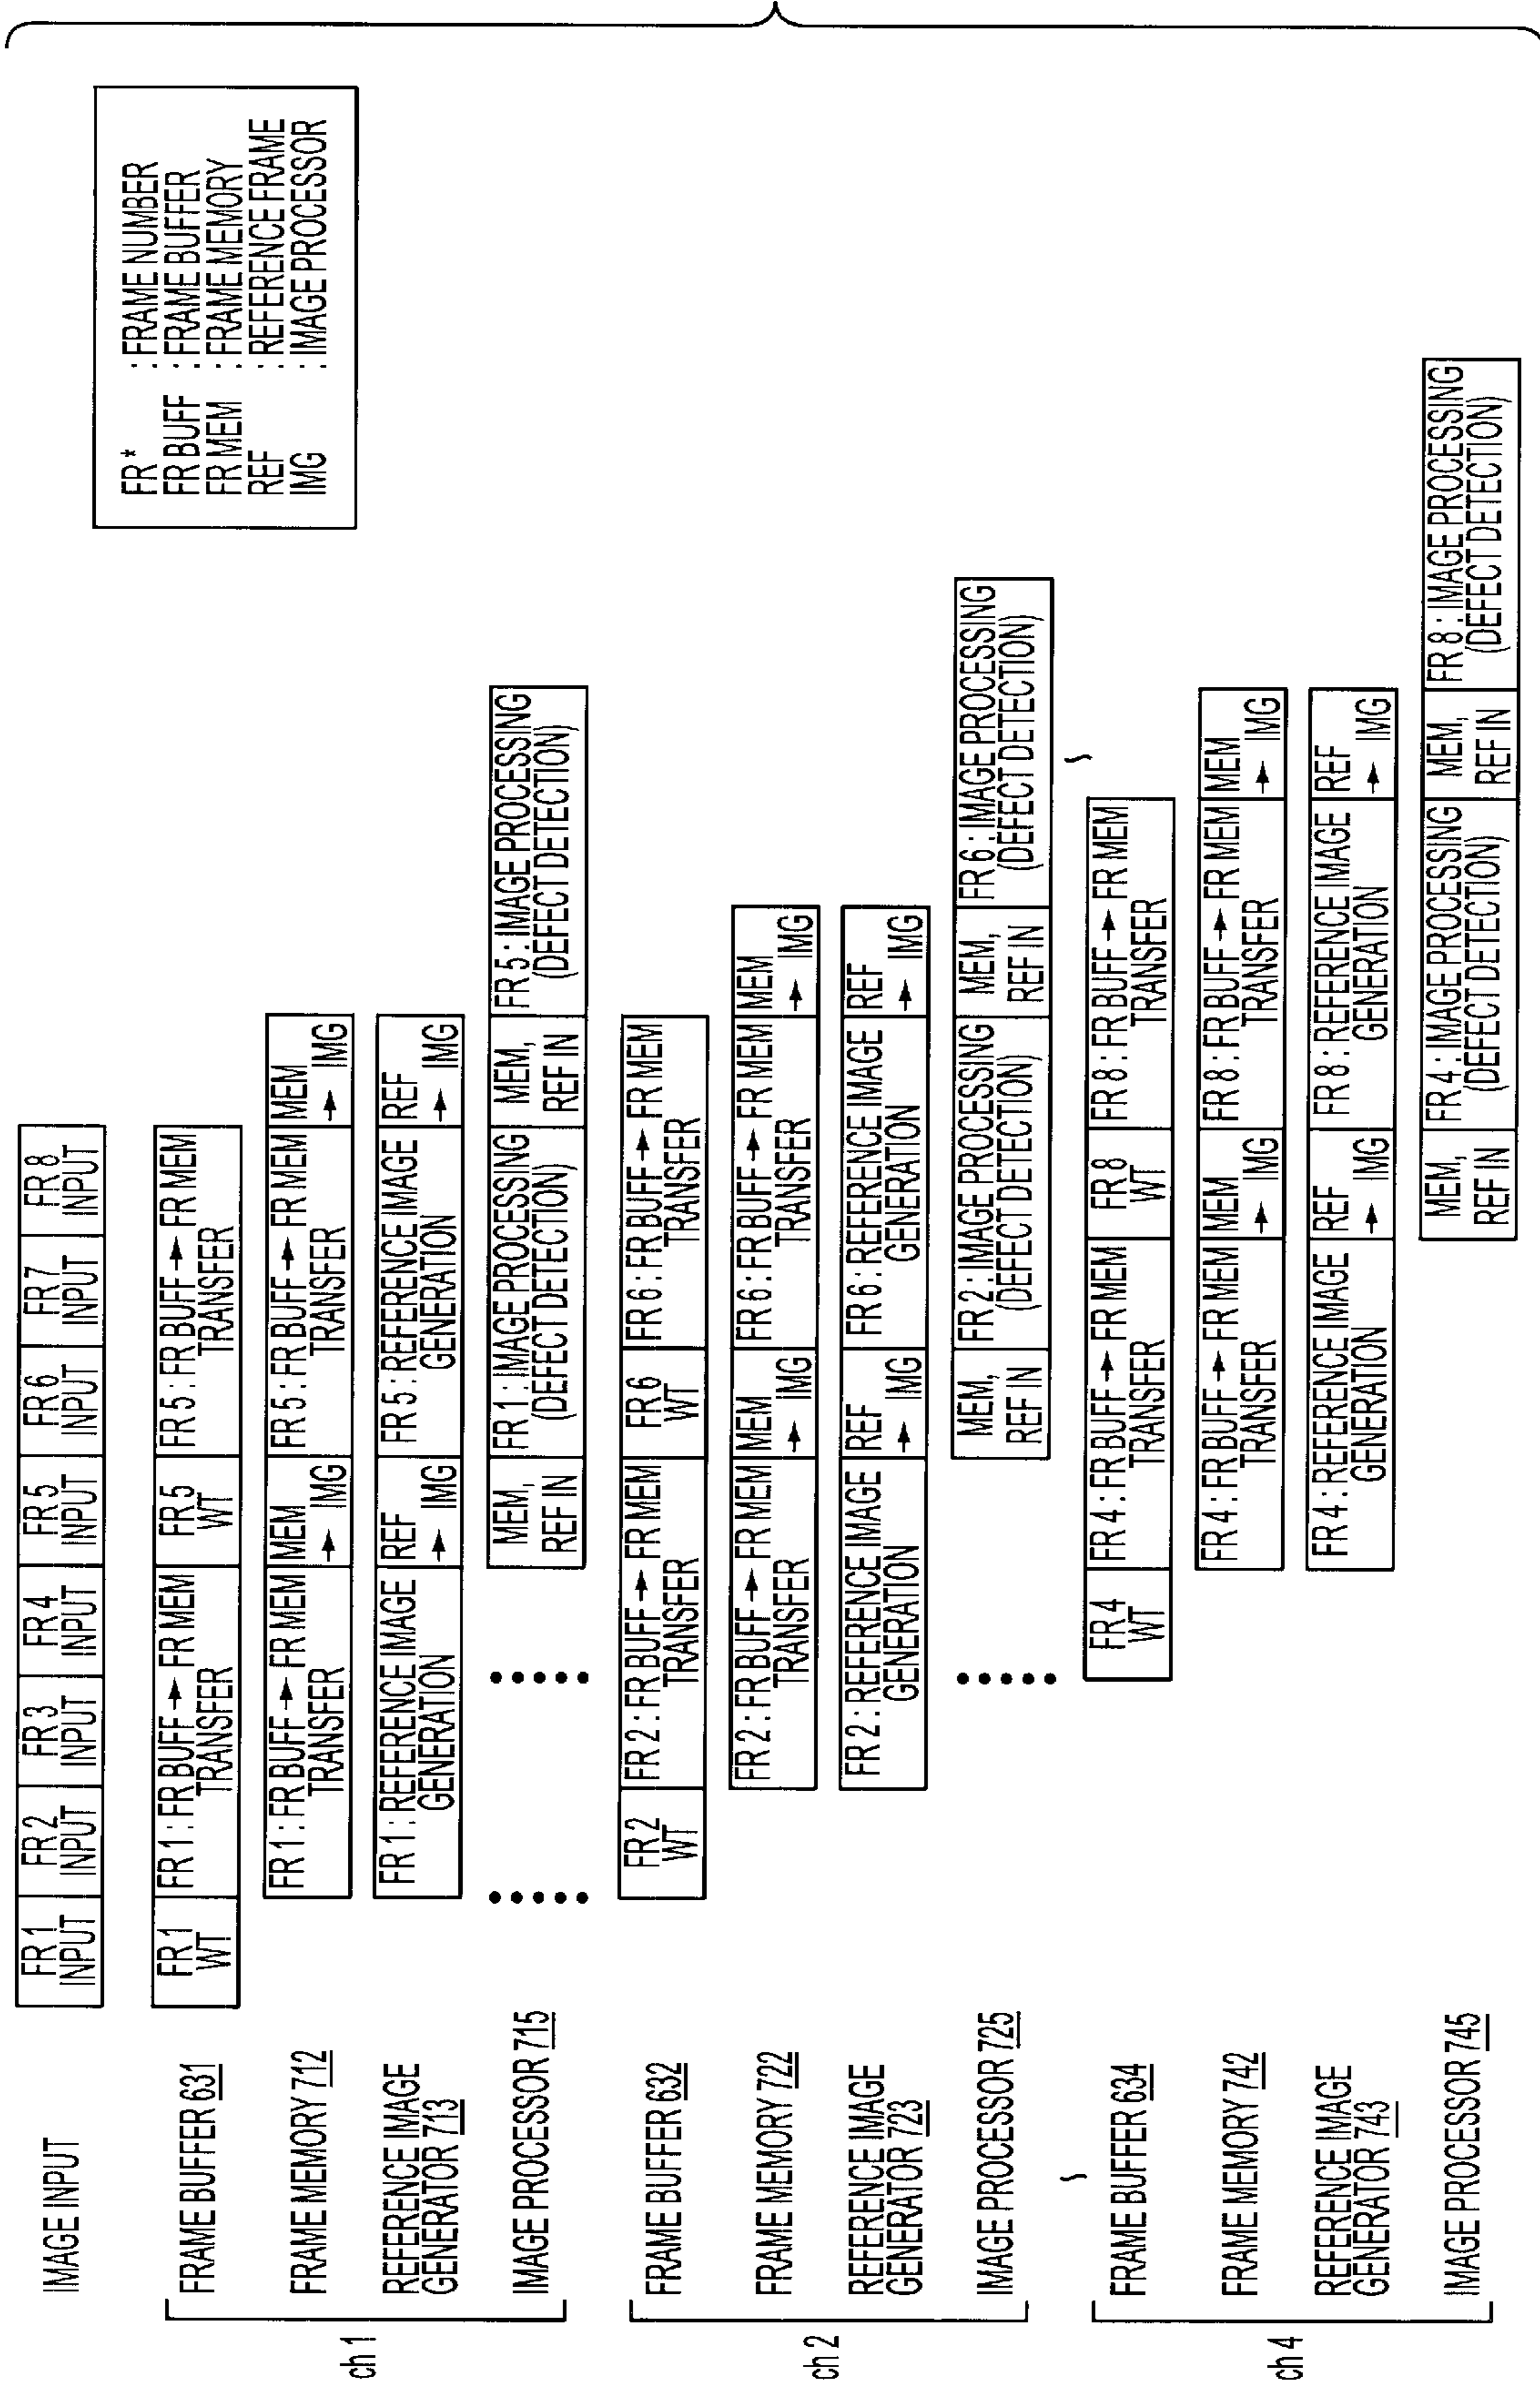 IMAGE INPUT
FR 1
INPUT
FR 2
INPUT
FR 3
INPUT
FR 4
INPUT
FR 5
INPUT
FR 6
INPUT
FR 7
INPUT
FR 8
INPUT
FR* : FRAME NUMBER
FR BUFF : FRAME BUFFER
FR MEM : FRAME MEMORY
REF : REFERENCE FRAME
IMG : IMAGE PROCESSOR
ch 1
FRAME BUFFER 631
FR 1
WT
FR 1 : FR BUFF → FR MEM
TRANSFER
FR 5
WT
FR 5 : FR BUFF → FR MEM
TRANSFER
FRAME MEMORY 712
FR 1 : FR BUFF → FR MEM
TRANSFER
MEM
→ IMG
FR 5 : FR BUFF → FR MEM
TRANSFER
MEM
→ IMG
REFERENCE IMAGE
GENERATOR 713
FR 1 : REFERENCE IMAGE
GENERATION
REF
→ IMG
FR 5 : REFERENCE IMAGE
GENERATION
REF
→ IMG
IMAGE PROCESSOR 715
MEM,
REF IN
FR 1 : IMAGE PROCESSING
(DEFECT DETECTION)
MEM,
REF IN
FR 5 : IMAGE PROCESSING
(DEFECT DETECTION)
ch 2
FRAME BUFFER 632
FR 2
WT
FR 2 : FR BUFF → FR MEM
TRANSFER
FR 6
WT
FR 6 : FR BUFF → FR MEM
TRANSFER
FRAME MEMORY 722
FR 2 : FR BUFF → FR MEM
TRANSFER
MEM
→ IMG
FR 6 : FR BUFF → FR MEM
TRANSFER
MEM
→ IMG
REFERENCE IMAGE
GENERATOR 723
FR 2 : REFERENCE IMAGE
GENERATION
REF
→ IMG
FR 6 : REFERENCE IMAGE
GENERATION
REF
→ IMG
IMAGE PROCESSOR 725
MEM,
REF IN
FR 2 : IMAGE PROCESSING
(DEFECT DETECTION)
MEM,
REF IN
FR 6 : IMAGE PROCESSING
(DEFECT DETECTION)
ch 4
FRAME BUFFER 634
FR 4
WT
FR 4 : FR BUFF → FR MEM
TRANSFER
FR 8
WT
FR 8 : FR BUFF → FR MEM
TRANSFER
FRAME MEMORY 742
FR 4 : FR BUFF → FR MEM
TRANSFER
MEM
→ IMG
FR 8 : FR BUFF → FR MEM
TRANSFER
MEM
→ IMG
REFERENCE IMAGE
GENERATOR 743
FR 4 : REFERENCE IMAGE
GENERATION
REF
→ IMG
FR 8 : REFERENCE IMAGE
GENERATION
REF
→ IMG
IMAGE PROCESSOR 745
MEM,
REF IN
FR 4 : IMAGE PROCESSING
(DEFECT DETECTION)
MEM,
REF IN
FR 8 : IMAGE PROCESSING
(DEFECT DETECTION)